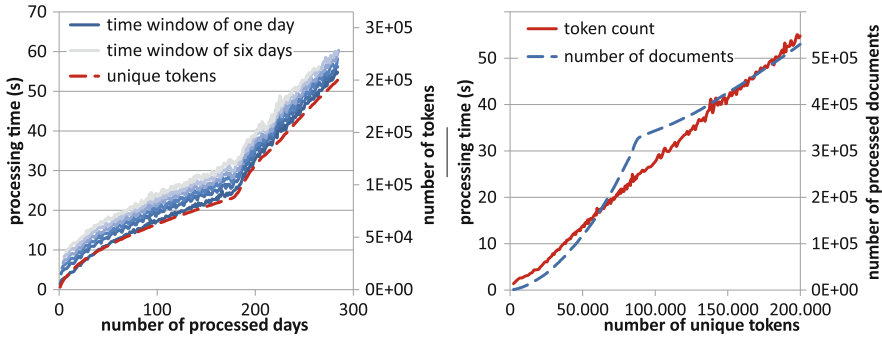 70
60
50
40
30
20
10
0
processing time (s)
time window of one day
time window of six days
unique tokens
3E+05
2E+05
2E+05
1E+05
1E+05
5E+04
0E+00
number of tokens
0
100
200
300
number of processed days
50
40
30
20
10
0
processing time (s)
token count
number of documents
5E+05
4E+05
3E+05
2E+05
1E+05
0E+00
number of processed documents
0
50.000
100.000
150.000
200.000
number of unique tokens